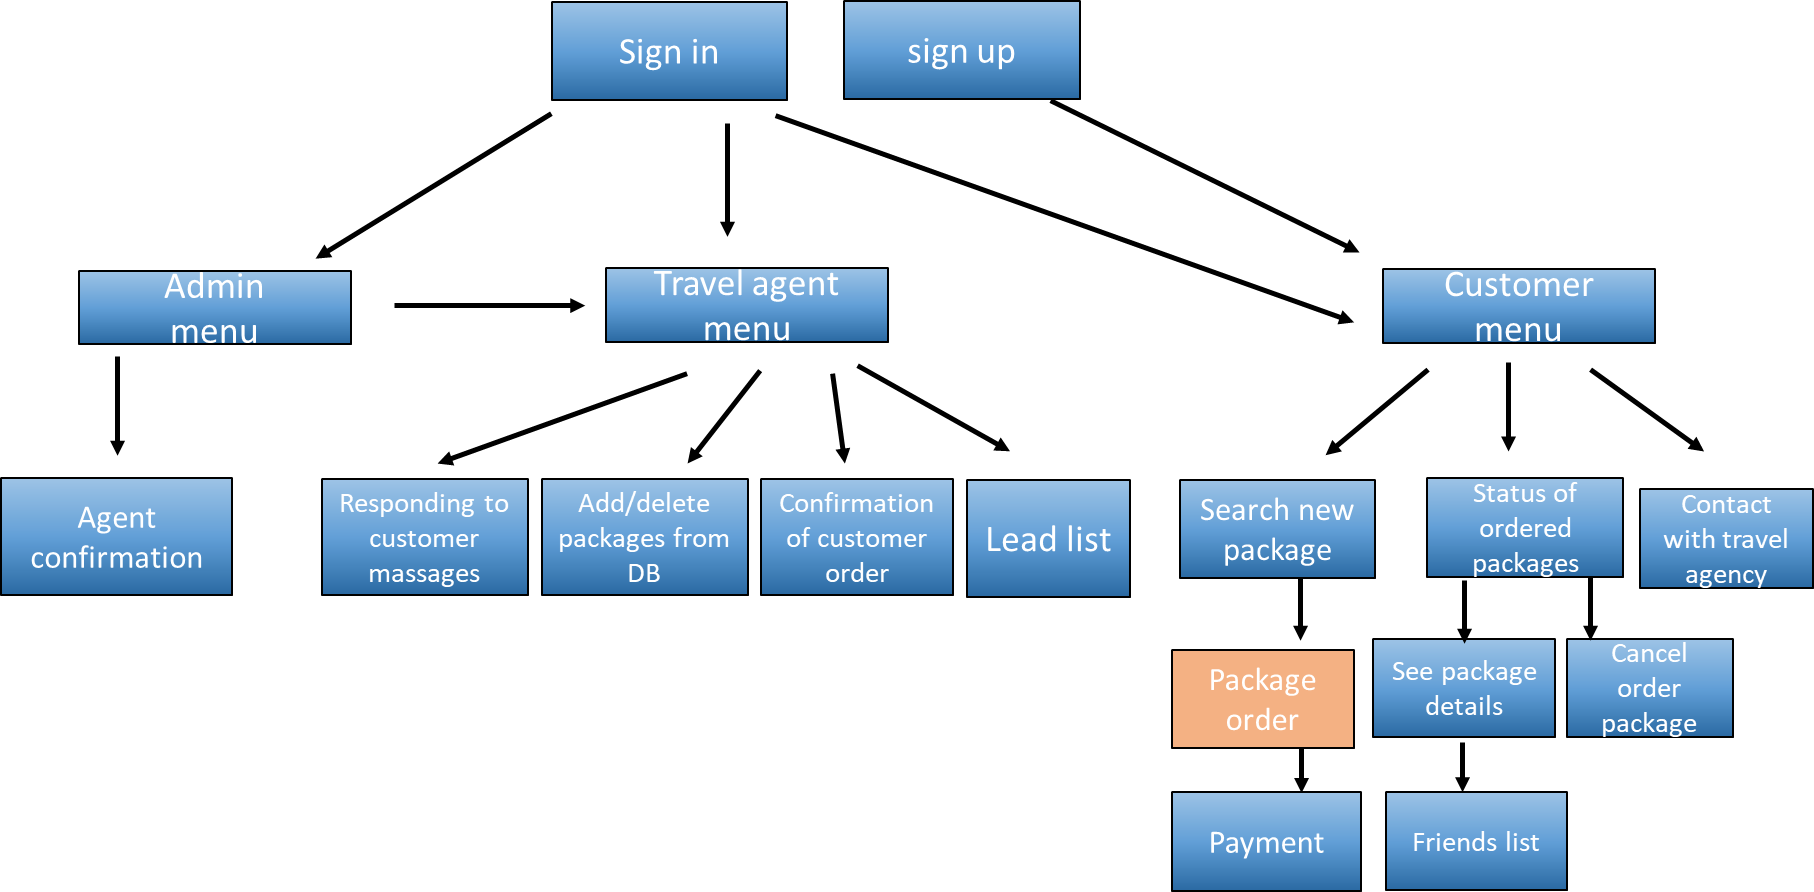 Sign in
sign up
Admin
menu
Travel agent
menu
Customer
menu
Agent
confirmation
Responding to
customer
massages
Add/delete
packages from
DB
Confirmation
of customer
order
Lead list
Search new
package
Status of
ordered
packages
Contact
with travel
agency
Package
order
See package
details
Cancel
order
package
Payment
Friends list